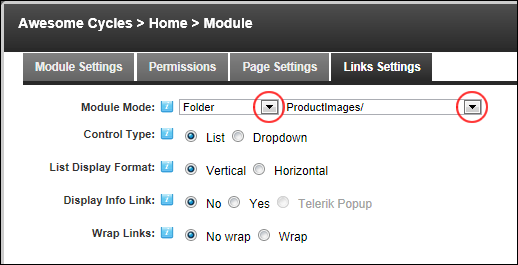 Awesome Cycles > Home > Module
Module Settings Permissions Page Settings Links Settings
Module Mode: i Folder ProductImages/
Control Type: i List Dropdown
List Display Format: i Vertical Horizontal
Display Info Link: i No Yes Telerik Popup
Wrap Links: i No wrap Wrap